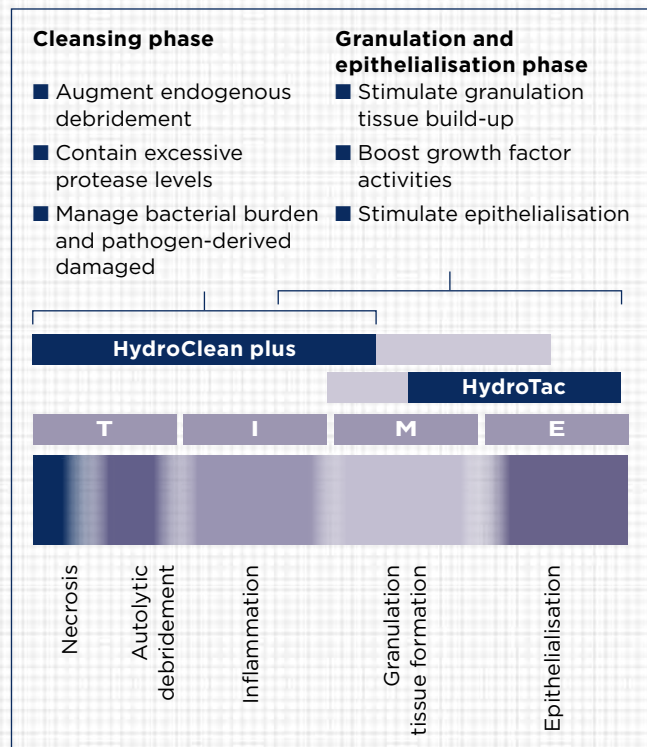 Cleansing phase
Augment endogenous
debridement
Contain excessive
protease levels
Manage bacterial burden
and pathogen-derived
damaged
Granulation and
epithelialisation phase
Stimulate granulation
tissue build-up
Boost growth factor
activities
Stimulate epithelialisation
HydroClean plus
HydroTac
T I M E
Necrosis
Autolytic
debridement
Inflammation
Granulation
tissue formation
Epithelialisation